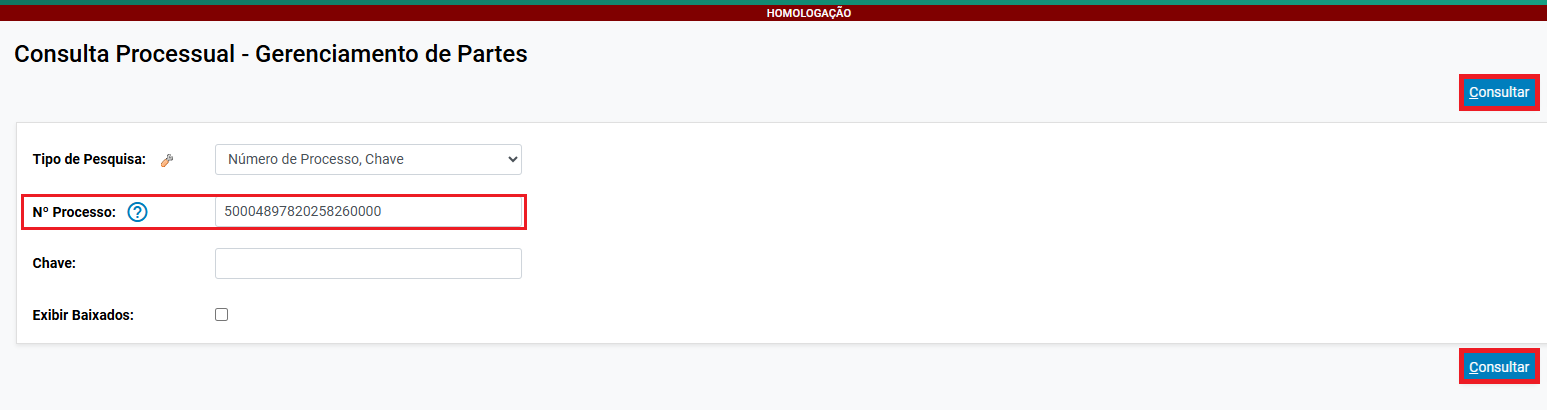 HOMOLOGAÇÃO
Consulta Processual - Gerenciamento de Partes
Consultar
Tipo de Pesquisa: Número de Processo, Chave
Nº Processo: ? 50004897820258260000
Chave:
Exibir Baixados:
Consultar